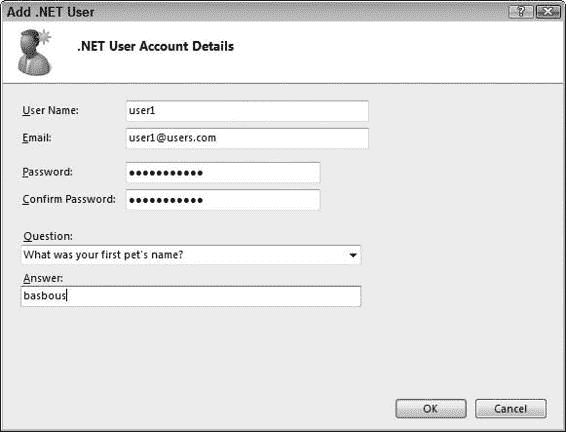 Add .NET User
.NET User Account Details
User Name: user1
Email: user1@users.com
Password: •••••••••••
Confirm Password: •••••••••••
Question:
What was your first pet's name?
Answer:
basbous
OK Cancel